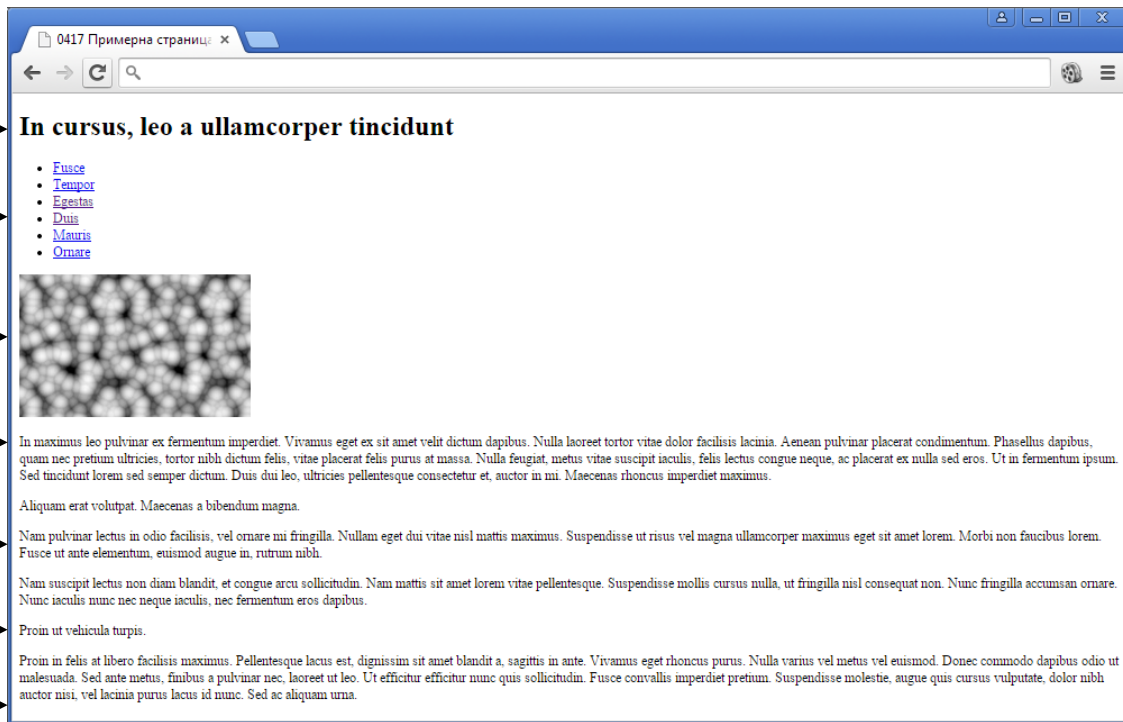 0417 Примерна страница
In cursus, leo a ullamcorper tincidunt
Fusce
Tempor
Egestas
Duis
Mauris
Ornare
In maximus leo pulvinar ex fermentum imperdiet. Vivamus eget ex sit amet velit dictum dapibus. Nulla laoreet tortor vitae dolor facilisis lacinia. Aenean pulvinar placerat condimentum. Phasellus dapibus,
quam nec pretium ultricies, tortor nibh dictum felis, vitae placerat felis purus at massa. Nulla feugiat, metus vitae suscipit iaculis, felis lectus congue neque, ac placerat ex nulla sed eros. Ut in fermentum ipsum.
Sed tincidunt lorem sed semper dictum. Duis dui leo, ultricies pellentesque consectetur et, auctor in mi. Maecenas rhoncus imperdiet maximus.
Aliquam erat volutpat. Maecenas a bibendum magna.
Nam pulvinar lectus in odio facilisis, vel ornare mi fringilla. Nullam eget dui vitae nisl mattis maximus. Suspendisse ut risus vel magna ullamcorper maximus eget sit amet lorem. Morbi non faucibus lorem.
Fusce ut ante elementum, euismod augue in, rutrum nibh.
Nam suscipit lectus non diam blandit, et congue arcu sollicitudin. Nam mattis sit amet lorem vitae pellentesque. Suspendisse mollis cursus nulla, ut fringilla nisl consequat non. Nunc fringilla accumsan ornare.
Nunc iaculis nunc nec neque iaculis, nec fermentum eros dapibus.
Proin ut vehicula turpis.
Proin in felis at libero facilisis maximus. Pellentesque lacus est, dignissim sit amet blandit a, sagittis in ante. Vivamus eget rhoncus purus. Nulla varius vel metus vel euismod. Donec commodo dapibus odio ut
malesuada. Sed ante metus, finibus a pulvinar nec, laoreet ut leo. Ut efficitur efficitur nunc quis sollicitudin. Fusce convallis imperdiet pretium. Suspendisse molestie, augue quis cursus vulputate, dolor nibh
auctor nisi, vel lacinia purus lacus id nunc. Sed ac aliquam urna.